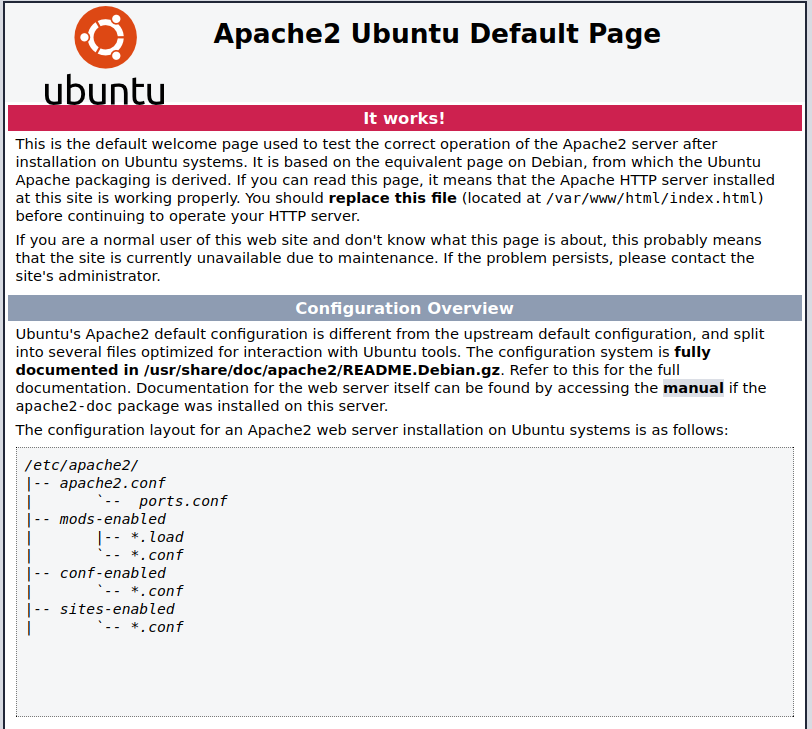 Apache2 Ubuntu Default Page
ubuntu
It works!
This is the default welcome page used to test the correct operation of the Apache2 server after
installation on Ubuntu systems. It is based on the equivalent page on Debian, from which the Ubuntu
Apache packaging is derived. If you can read this page, it means that the Apache HTTP server installed
at this site is working properly. You should replace this file (located at /var/www/html/index.html)
before continuing to operate your HTTP server.
If you are a normal user of this web site and don't know what this page is about, this probably means
that the site is currently unavailable due to maintenance. If the problem persists, please contact the
site's administrator.
Configuration Overview
Ubuntu's Apache2 default configuration is different from the upstream default configuration, and split
into several files optimized for interaction with Ubuntu tools. The configuration system is fully
documented in /usr/share/doc/apache2/README.Debian.gz. Refer to this for the full
documentation. Documentation for the web server itself can be found by accessing the manual if the
apache2-doc package was installed on this server.
The configuration layout for an Apache2 web server installation on Ubuntu systems is as follows:
/etc/apache2/
|-- apache2.conf
|       `--  ports.conf
|-- mods-enabled
|       |-- *.load
|       `-- *.conf
|-- conf-enabled
|       `-- *.conf
|-- sites-enabled
|       `-- *.conf